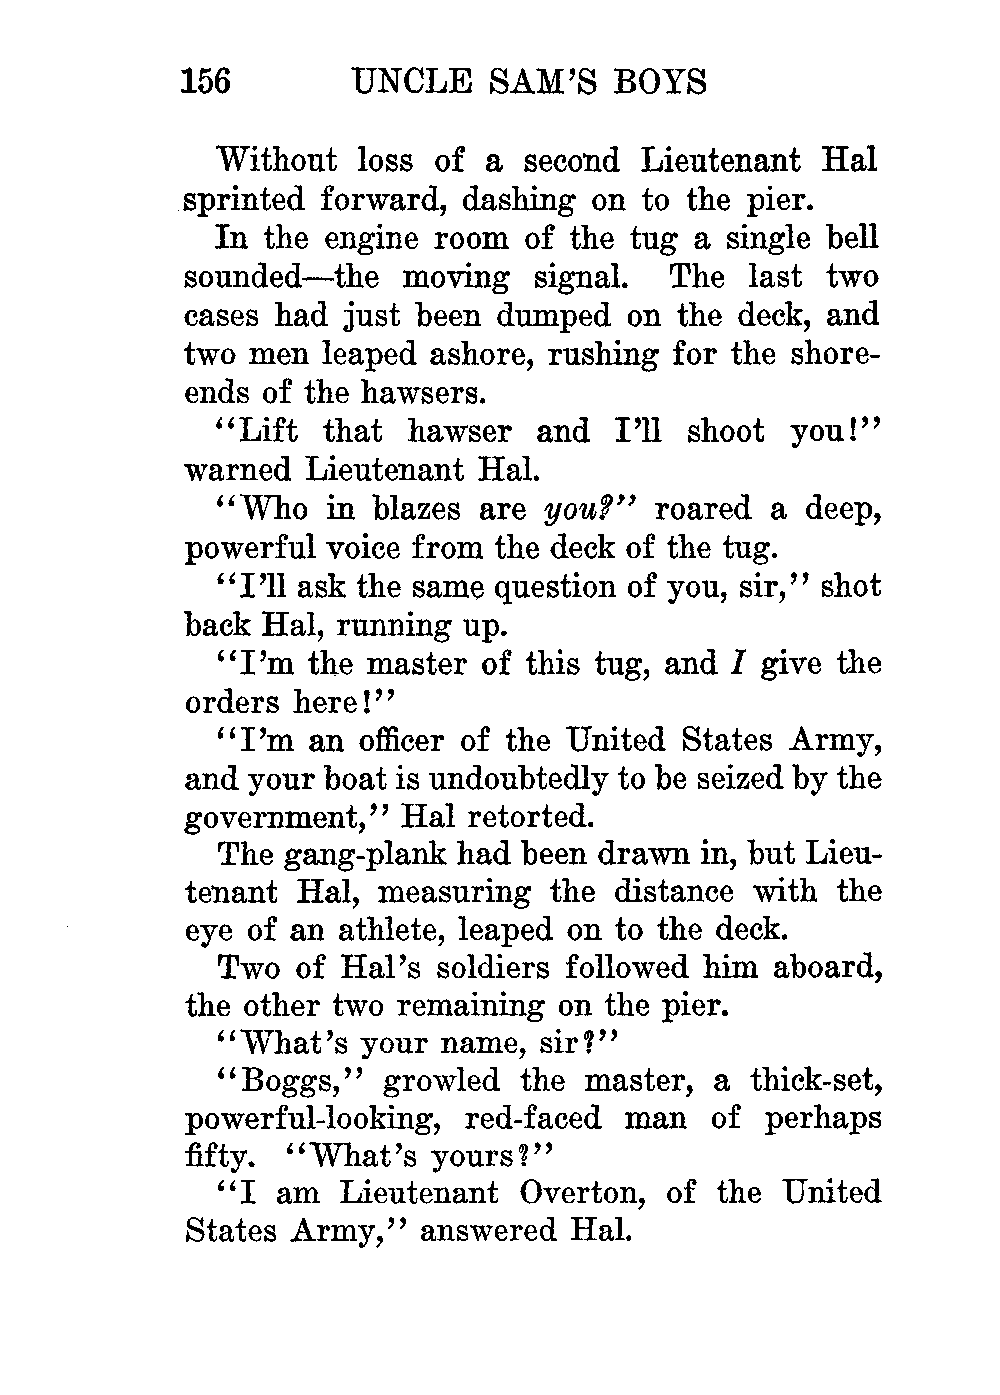 156 UNCLE SAM'S BOYS
Without loss of a second Lieutenant Hal
sprinted forward, dashing on to the pier.
In the engine room of the tug a single bell
sounded—the moving signal. The last two
cases had just been dumped on the deck, and
two men leaped ashore, rushing for the shore-
ends of the hawsers.
"Lift that hawser and I'll shoot you!"
warned Lieutenant Hal.
"Who in blazes are you?" roared a deep,
powerful voice from the deck of the tug.
"I'll ask the same question of you, sir," shot
back Hal, running up.
"I'm the master of this tug, and I give the
orders here!"
"I'm an officer of the United States Army,
and your boat is undoubtedly to be seized by the
government," Hal retorted.
The gang-plank had been drawn in, but Lieu-
tenant Hal, measuring the distance with the
eye of an athlete, leaped on to the deck.
Two of Hal's soldiers followed him aboard,
the other two remaining on the pier.
"What's your name, sir?"
"Boggs," growled the master, a thick-set,
powerful-looking, red-faced man of perhaps
fifty. "What's yours?"
"I am Lieutenant Overton, of the United
States Army," answered Hal.